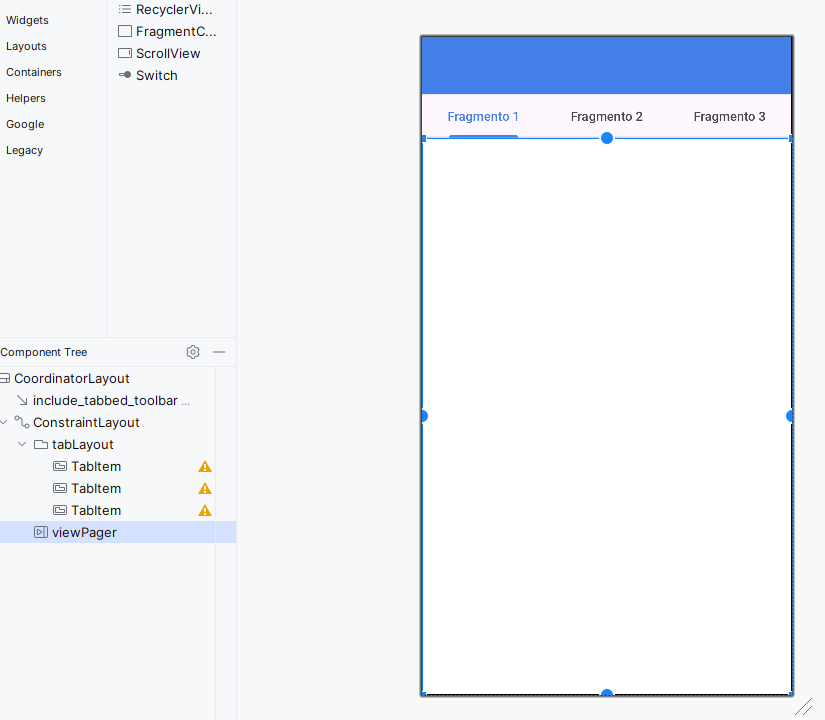 Widgets
Layouts
Containers
Helpers
Google
Legacy
RecyclerVi...
FragmentC...
ScrollView
Switch
Component Tree
CoordinatorLayout
include_tabbed_toolbar ...
ConstraintLayout
tabLayout
TabItem
TabItem
TabItem
viewPager
Fragmento 1 Fragmento 2 Fragmento 3